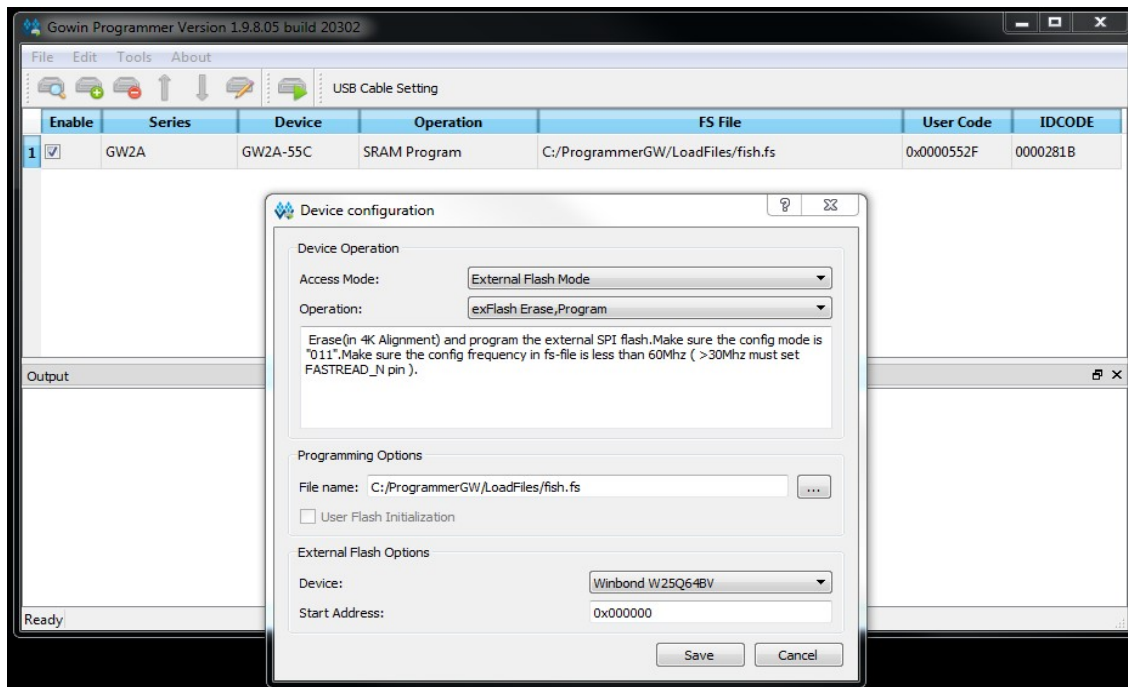 Gowin Programmer Version 1.9.8.05 build 20302
File Edit Tools About
USB Cable Setting
Enable Series Device Operation FS File User Code IDCODE
1 GW2A GW2A-55C SRAM Program C:/ProgrammerGW/LoadFiles/fish.fs 0x0000552F 0000281B
Device configuration
Device Operation
Access Mode: External Flash Mode
Operation: exFlash Erase,Program
Erase(in 4K Alignment) and program the external SPI flash.Make sure the config mode is
"011".Make sure the config frequency in fs-file is less than 60Mhz ( >30Mhz must set
FASTREAD_N pin ).
Output
Programming Options
File name: C:/ProgrammerGW/LoadFiles/fish.fs ...
User Flash Initialization
External Flash Options
Device: Winbond W25Q64BV
Start Address: 0x000000
Ready
Save Cancel